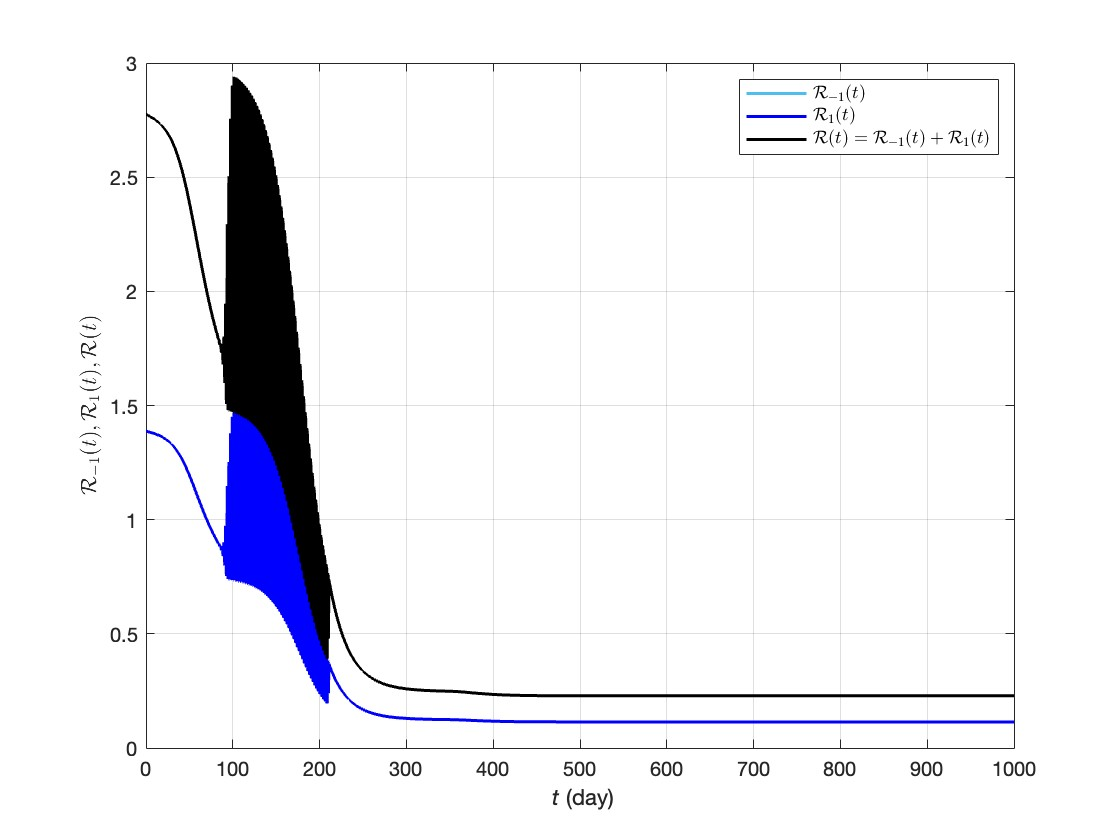 3
2.5
2
1.5
1
0.5
0
0 100 200 300 400 500 600 700 800 900 1000
t (day)
ℛ₋₁(t), ℛ₁(t), ℛ(t)
ℛ₋₁(t)
ℛ₁(t)
ℛ(t) = ℛ₋₁(t) + ℛ₁(t)